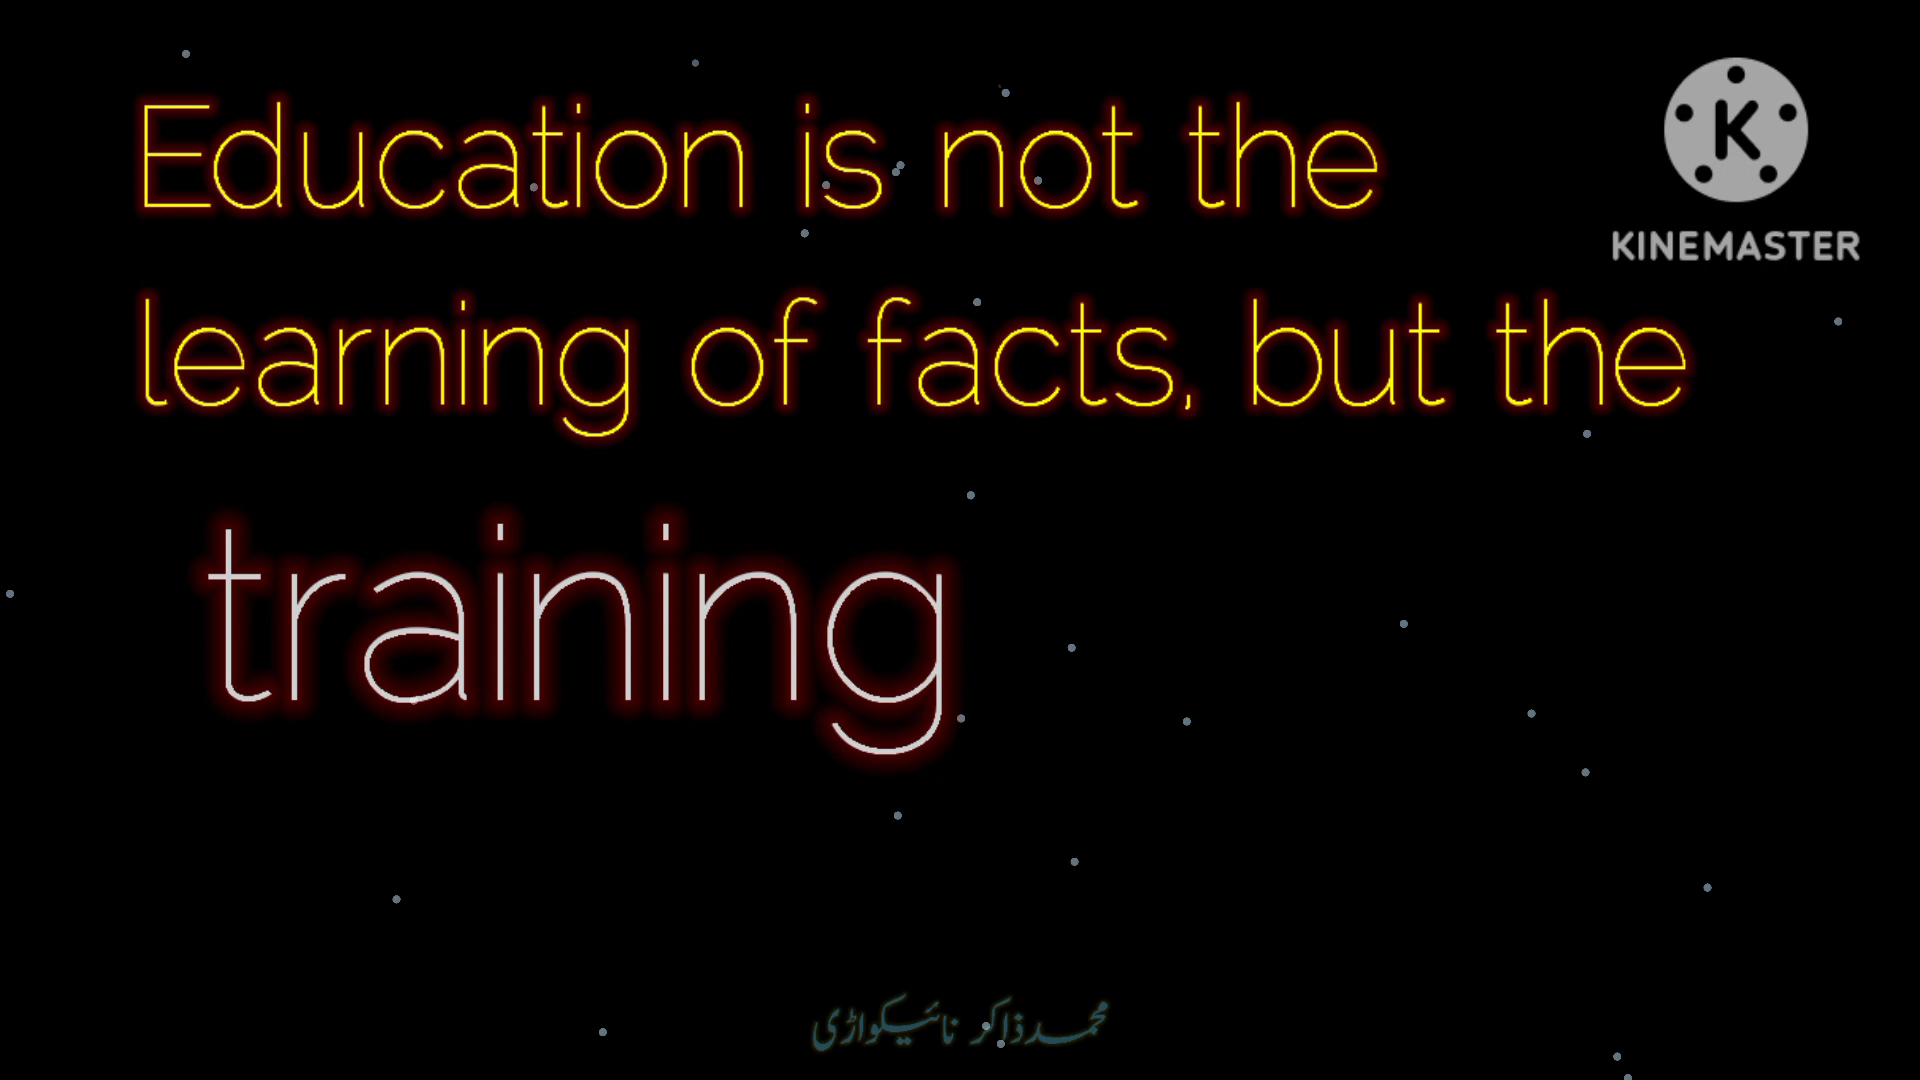 Education is not the
K
KINEMASTER
learning of facts, but the
training
محمد ذاکر نائیکواڑی